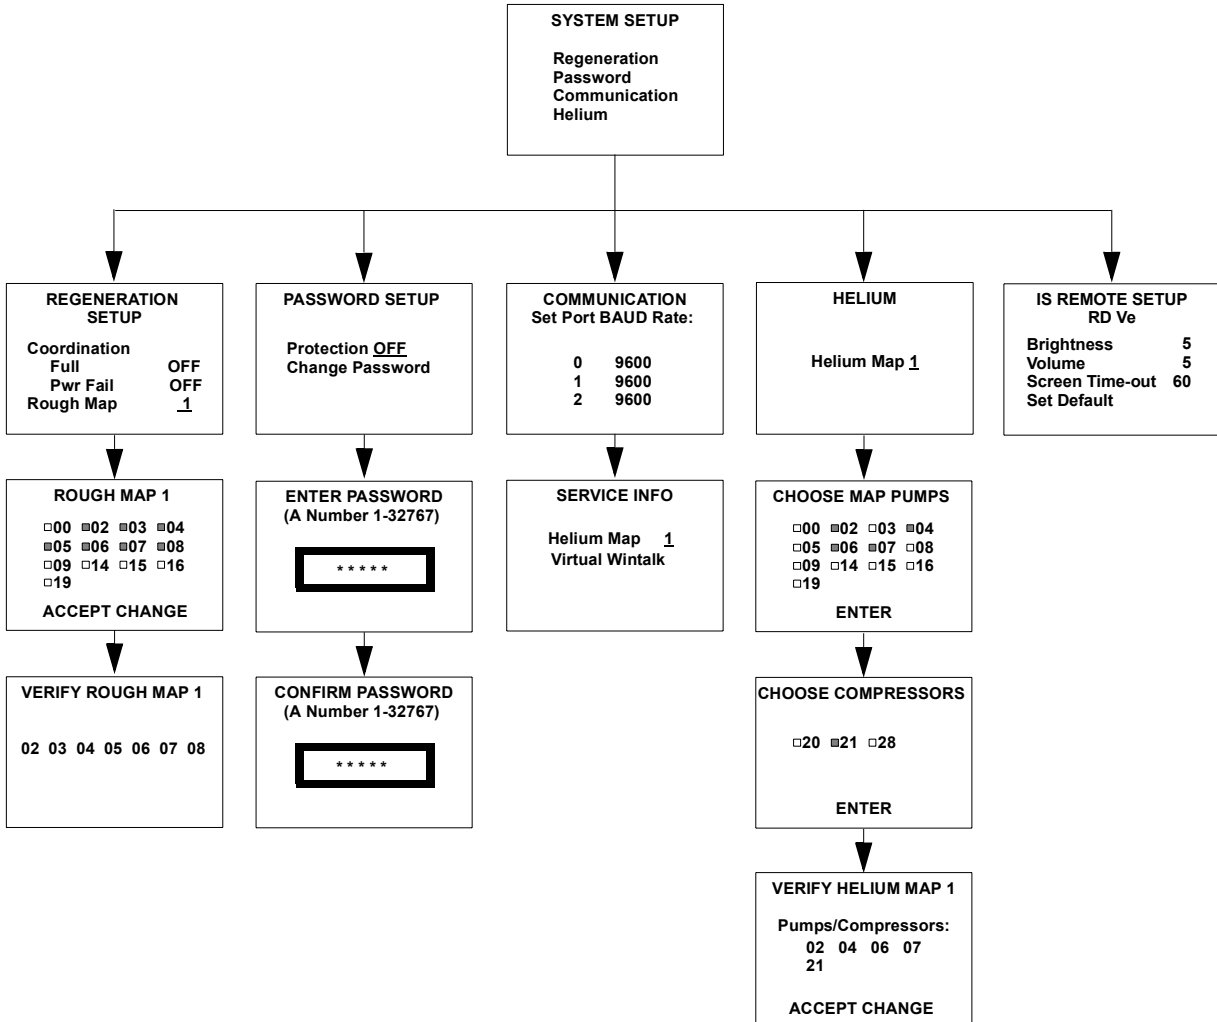 SYSTEM SETUP
Regeneration
Password
Communication
Helium
REGENERATION
SETUP
Coordination
Full OFF
Pwr Fail OFF
Rough Map 1
PASSWORD SETUP
Protection OFF
Change Password
COMMUNICATION
Set Port BAUD Rate:
0 9600
1 9600
2 9600
HELIUM
Helium Map 1
IS REMOTE SETUP
RD Ve
Brightness 5
Volume 5
Screen Time-out 60
Set Default
ROUGH MAP 1
00 02 03 04
05 06 07 08
09 14 15 16
19
ACCEPT CHANGE
ENTER PASSWORD
(A Number 1-32767)
* * * * *
SERVICE INFO
Helium Map 1
Virtual Wintalk
CHOOSE MAP PUMPS
00 02 03 04
05 06 07 08
09 14 15 16
19
ENTER
VERIFY ROUGH MAP 1
02 03 04 05 06 07 08
CONFIRM PASSWORD
(A Number 1-32767)
* * * * *
CHOOSE COMPRESSORS
20 21 28
ENTER
VERIFY HELIUM MAP 1
Pumps/Compressors:
02 04 06 07
21
ACCEPT CHANGE